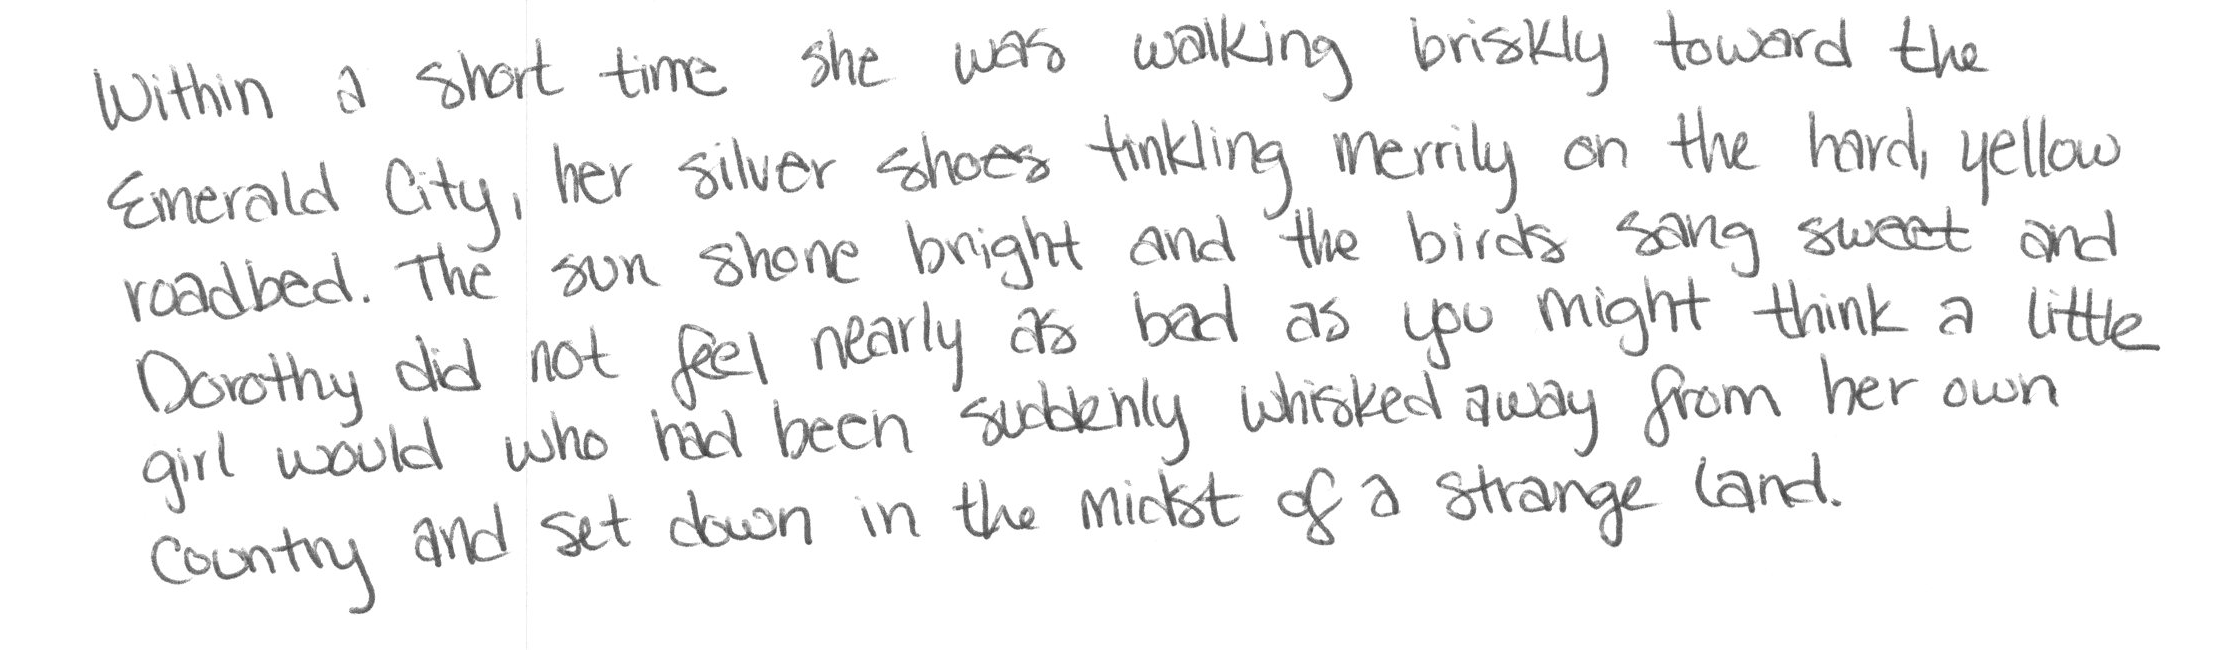 Within a short time she was walking briskly toward the
Emerald City, her silver shoes tinkling merrily on the hard, yellow
roadbed. The sun shone bright and the birds sang sweet and
Dorothy did not feel nearly as bad as you might think a little
girl would who had been suddenly whisked away from her own
country and set down in the midst of a strange land.